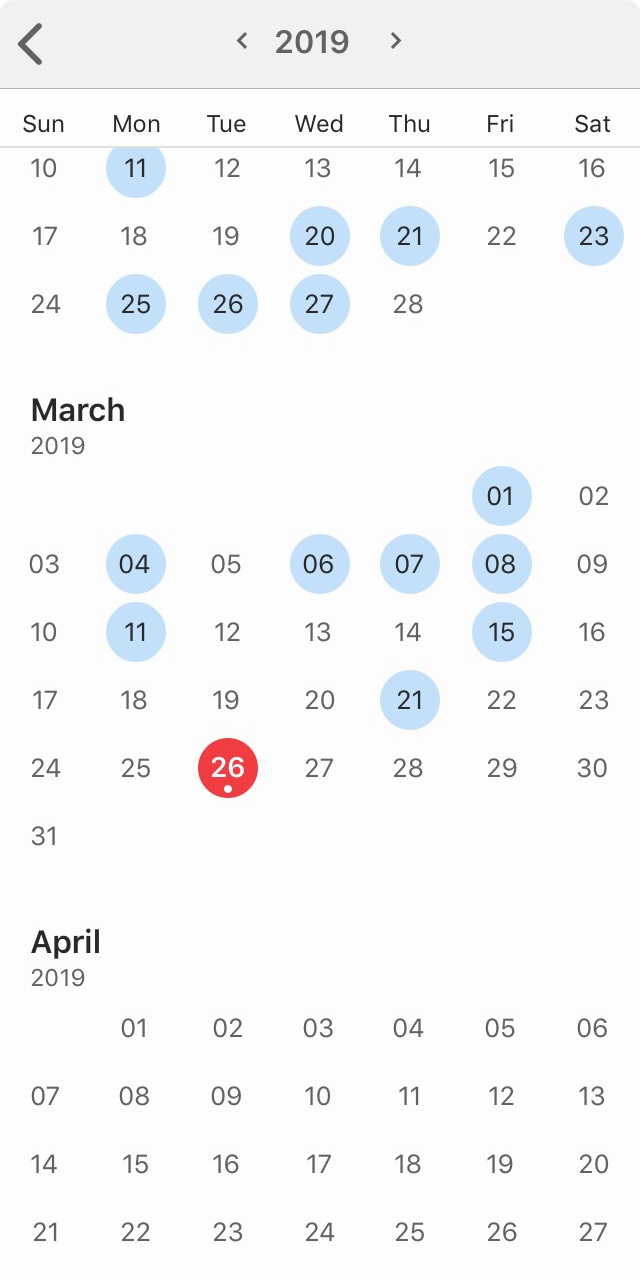 2019
Sun Mon Tue Wed Thu Fri Sat
10 11 12 13 14 15 16
17 18 19 20 21 22 23
24 25 26 27 28
March
2019
01 02
03 04 05 06 07 08 09
10 11 12 13 14 15 16
17 18 19 20 21 22 23
24 25 26 27 28 29 30
31
April
2019
01 02 03 04 05 06
07 08 09 10 11 12 13
14 15 16 17 18 19 20
21 22 23 24 25 26 27